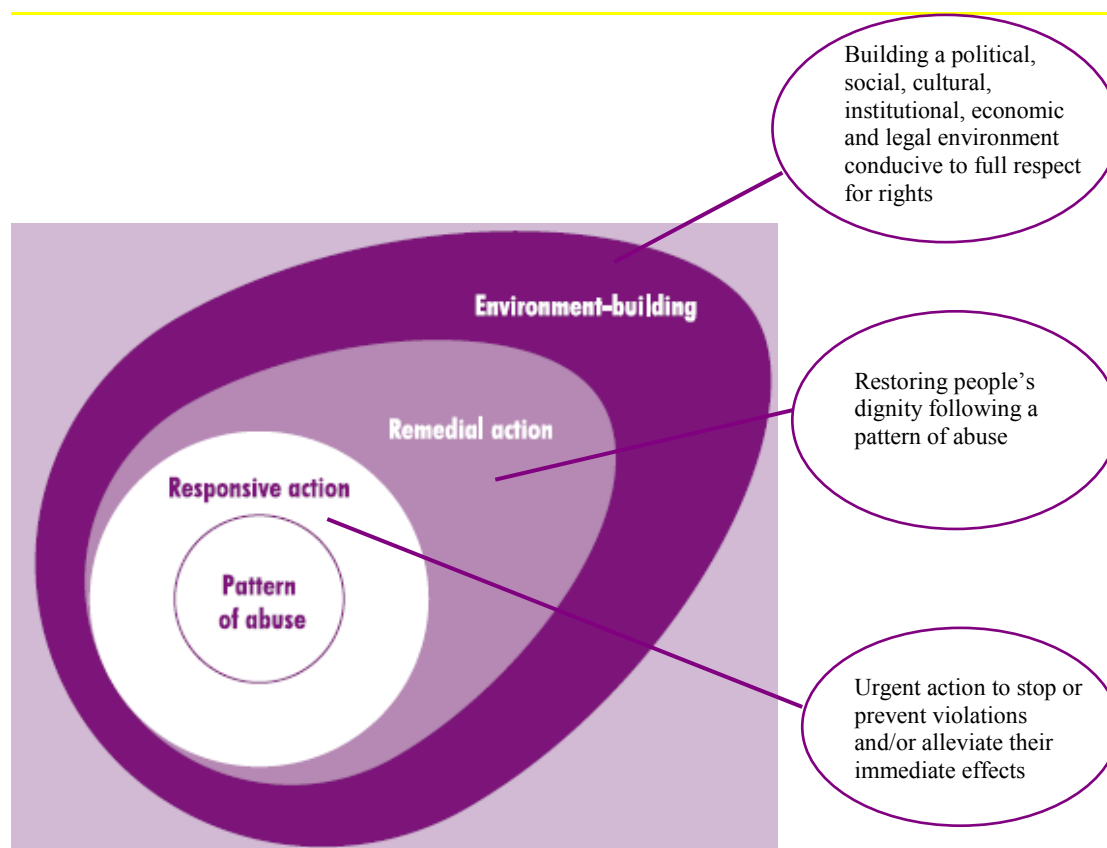 Building a political,
social, cultural,
institutional, economic
and legal environment
conducive to full respect
for rights
Environment-building
Remedial action
Restoring people’s
dignity following a
pattern of abuse
Responsive action
Pattern
of abuse
Urgent action to stop or
prevent violations
and/or alleviate their
immediate effects